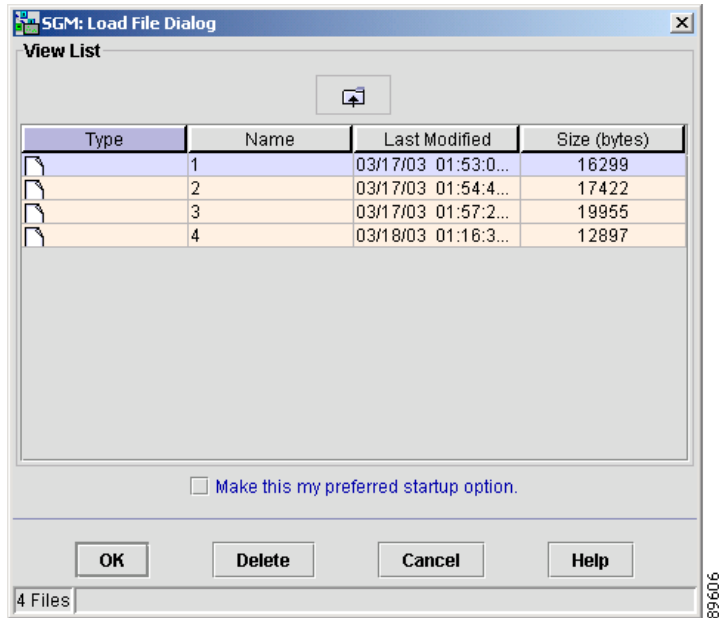 SGM: Load File Dialog
View List
Type Name Last Modified Size (bytes)
1 03/17/03 01:53:0... 16299
2 03/17/03 01:54:4... 17422
3 03/17/03 01:57:2... 19955
4 03/18/03 01:16:3... 12897
Make this my preferred startup option.
OK Delete Cancel Help
4 Files
89606